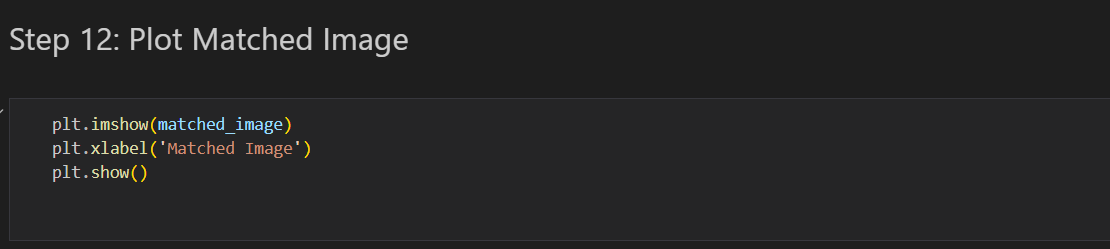 Step 12: Plot Matched Image
plt.imshow(matched_image)
plt.xlabel('Matched Image')
plt.show()